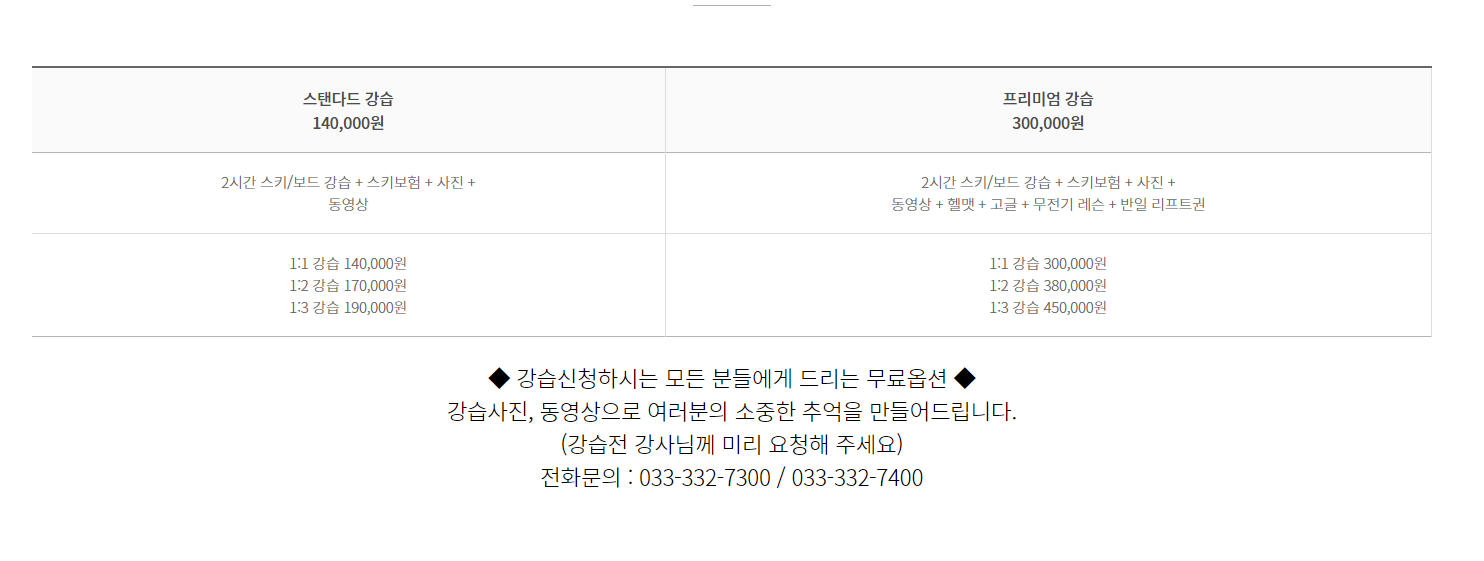 스탠다드 강습
140,000원
프리미엄 강습
300,000원
2시간 스키/보드 강습 + 스키보험 + 사진 +
동영상
2시간 스키/보드 강습 + 스키보험 + 사진 +
동영상 + 헬맷 + 고글 + 무전기 레슨 + 반일 리프트권
1:1 강습 140,000원
1:2 강습 170,000원
1:3 강습 190,000원
1:1 강습 300,000원
1:2 강습 380,000원
1:3 강습 450,000원
◆ 강습신청하시는 모든 분들에게 드리는 무료옵션 ◆
강습사진, 동영상으로 여러분의 소중한 추억을 만들어드립니다.
(강습전 강사님께 미리 요청해 주세요)
전화문의 : 033-332-7300 / 033-332-7400